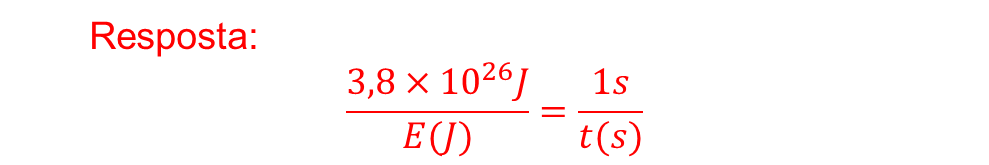 Resposta:
3,8 × 10²⁶J / E(J) = 1s / t(s)